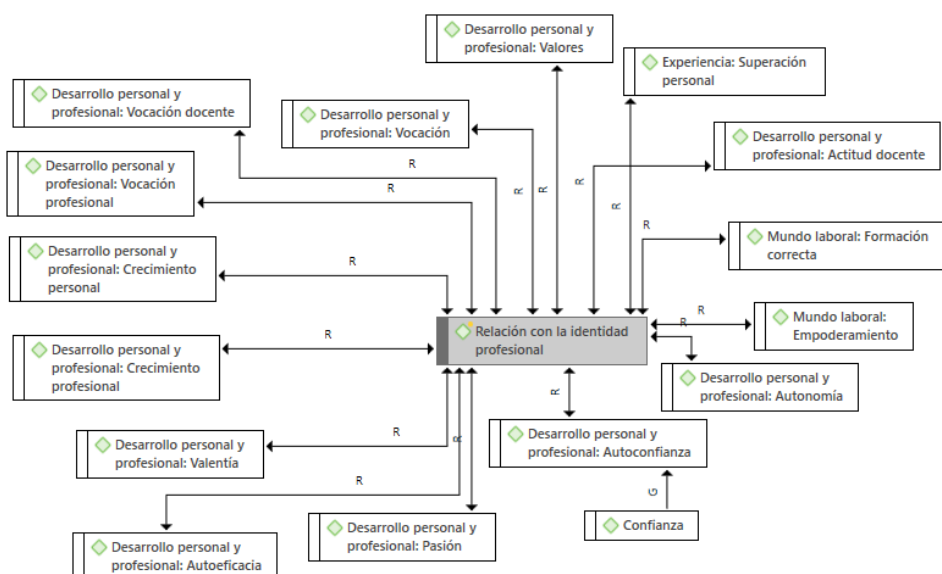 Desarrollo personal y
profesional: Valores
Experiencia: Superación
personal
Desarrollo personal y
profesional: Vocación docente
Desarrollo personal y
profesional: Vocación
Desarrollo personal y
profesional: Actitud docente
R
Desarrollo personal y
profesional: Vocación
profesional
R
R
R
R
R
R
Mundo laboral: Formación
correcta
Desarrollo personal y
profesional: Crecimiento
personal
R
Relación con la identidad
profesional
R
R
Mundo laboral:
Empoderamiento
Desarrollo personal y
profesional: Crecimiento
profesional
R
Desarrollo personal y
profesional: Autonomía
R
Desarrollo personal y
profesional: Valentía
R
R
Desarrollo personal y
profesional: Autoconfianza
R
G
Confianza
Desarrollo personal y
profesional: Pasión
Desarrollo personal y
profesional: Autoeficacia